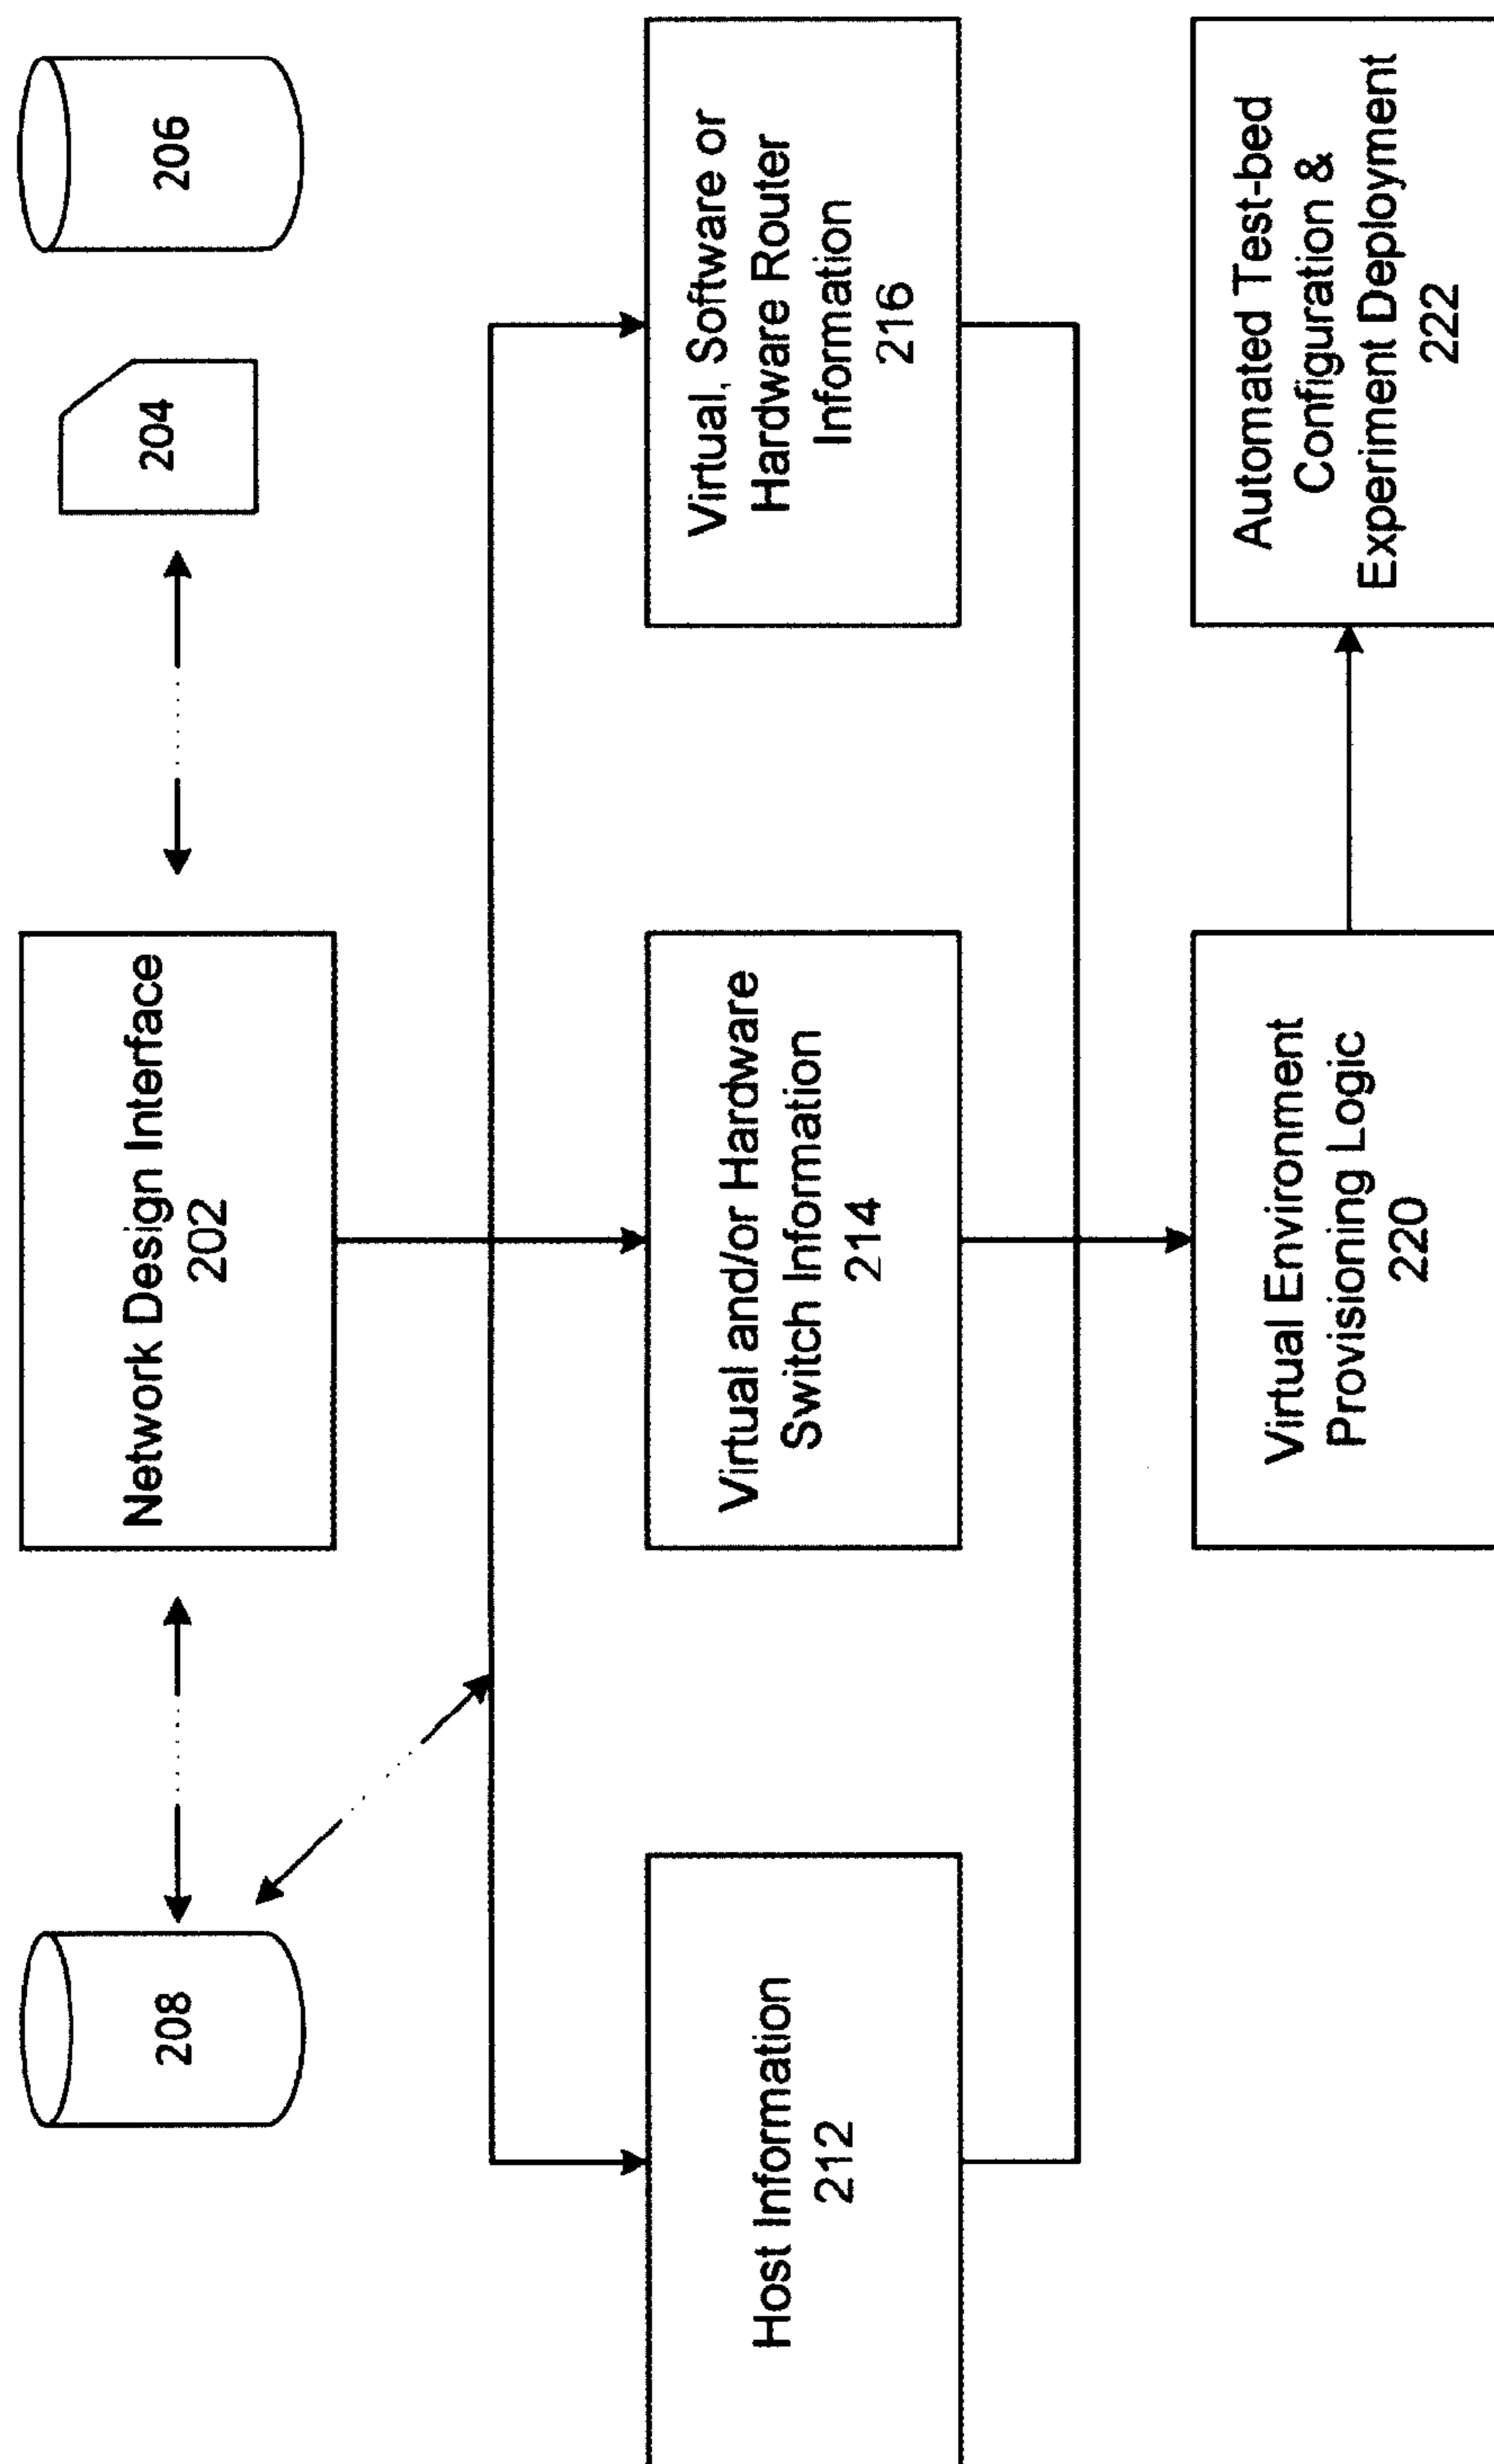 208
Network Design Interface
202
204
206
Host Information
212
Virtual and/or Hardware
Switch Information
214
Virtual, Software or
Hardware Router
Information
216
Virtual Environment
Provisioning Logic
220
Automated Test-bed
Configuration &
Experiment Deployment
222